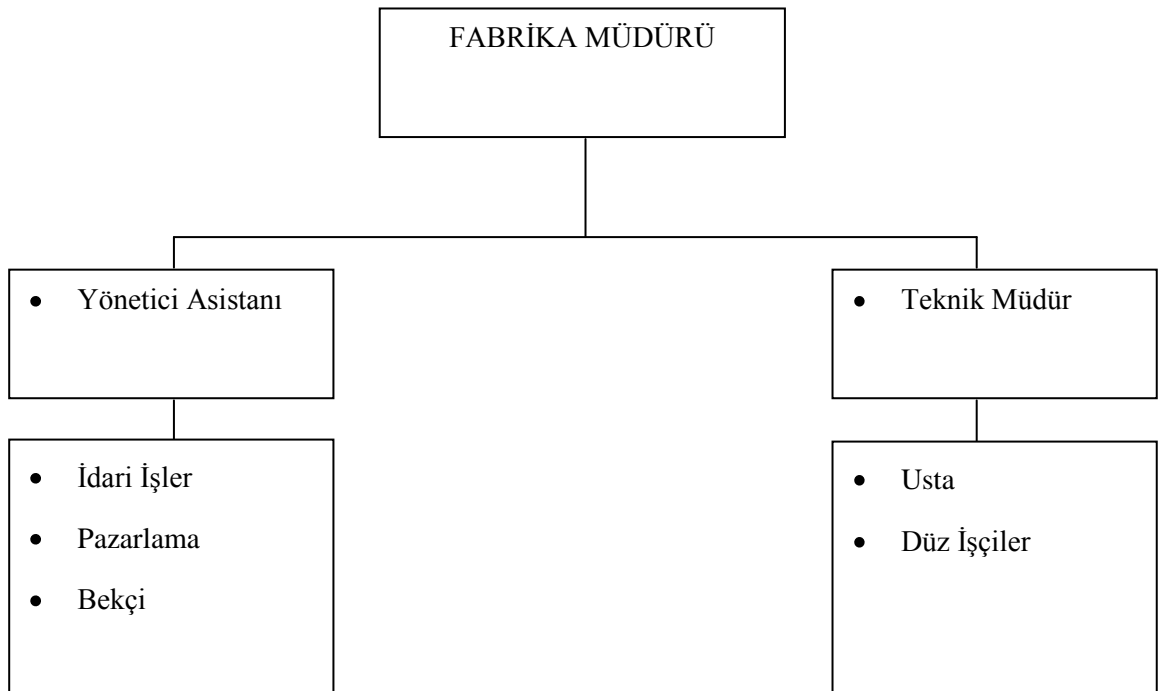 FABRİKA MÜDÜRÜ
• Yönetici Asistanı
• Teknik Müdür
• İdari İşler
• Pazarlama
• Bekçi
• Usta
• Düz İşçiler